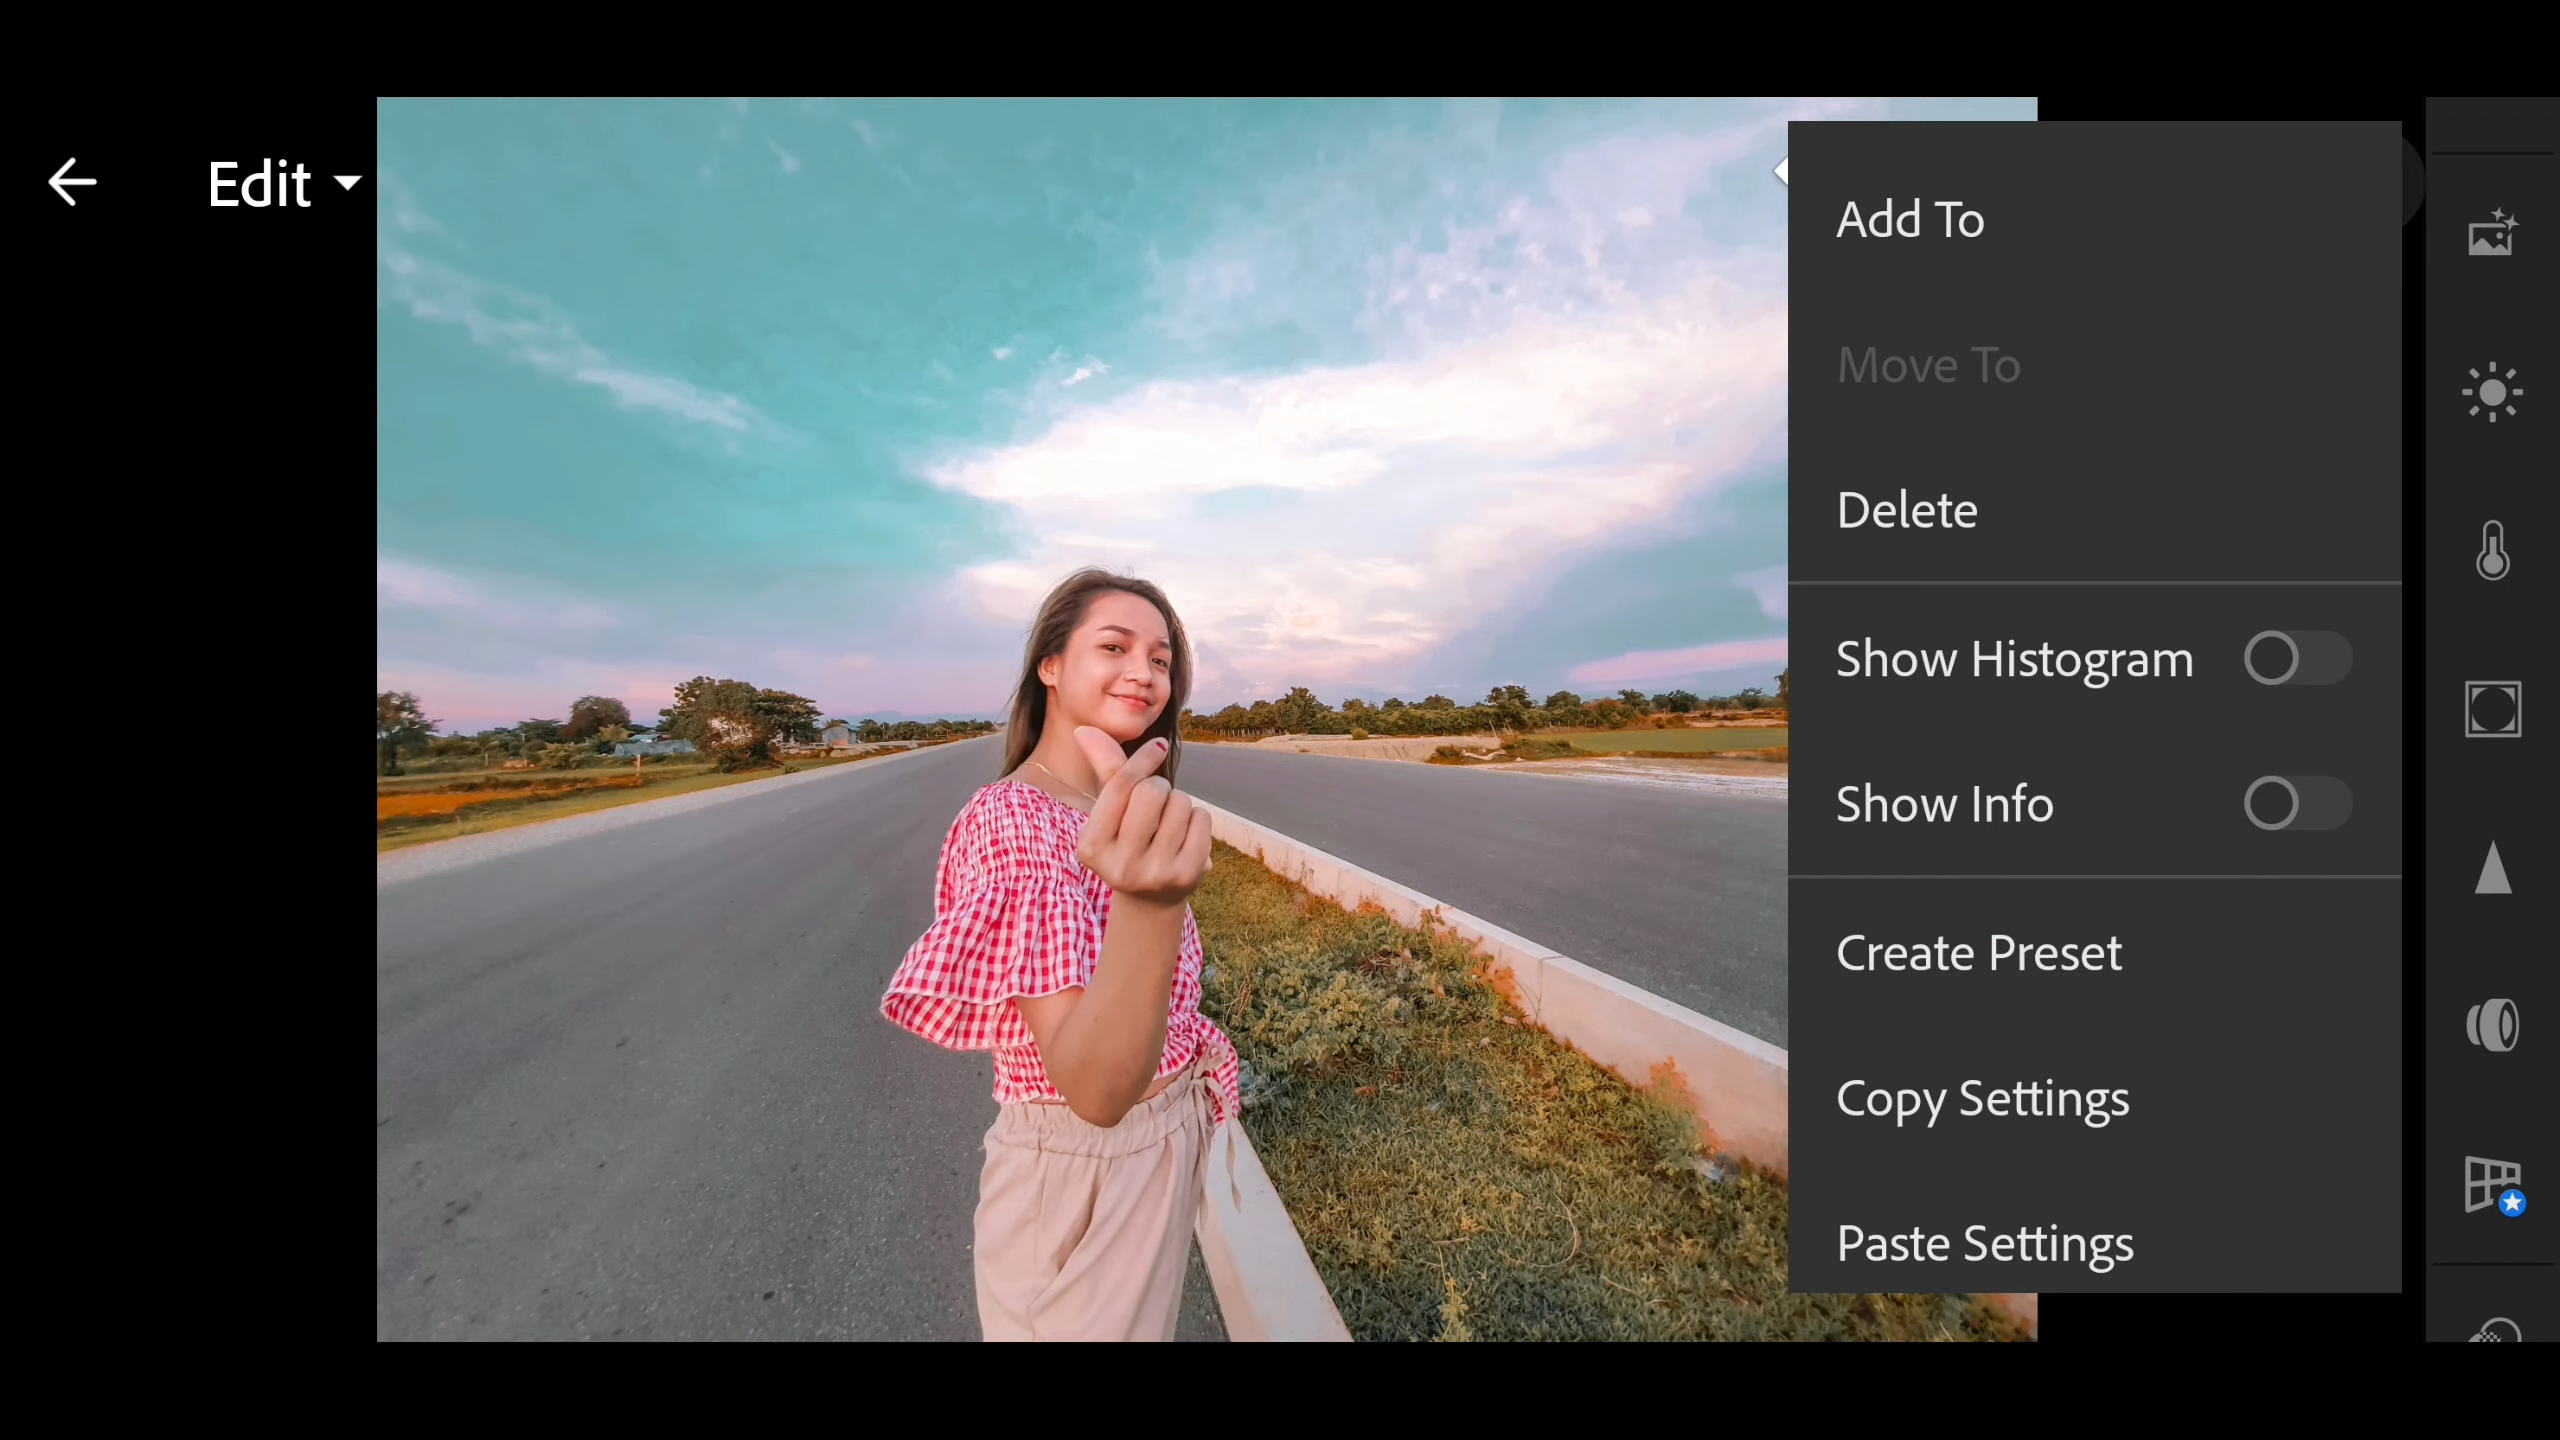 Edit
Add To
Move To
Delete
Show Histogram
Show Info
Create Preset
Copy Settings
Paste Settings